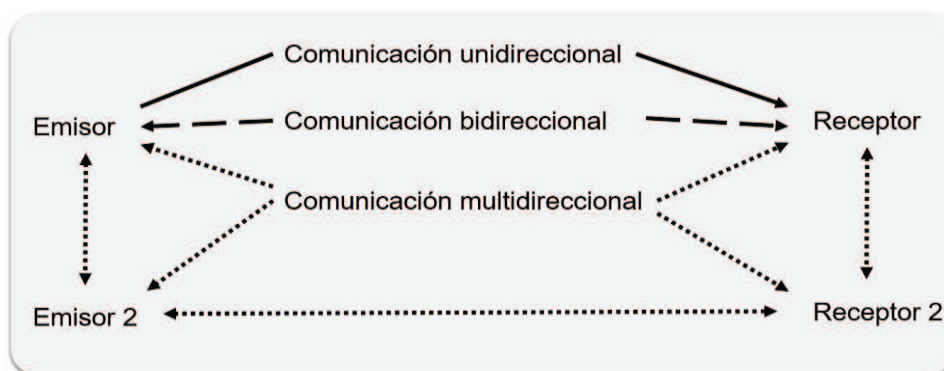 Comunicación unidireccional
Emisor
Comunicación bidireccional
Receptor
Comunicación multidireccional
Emisor 2
Receptor 2